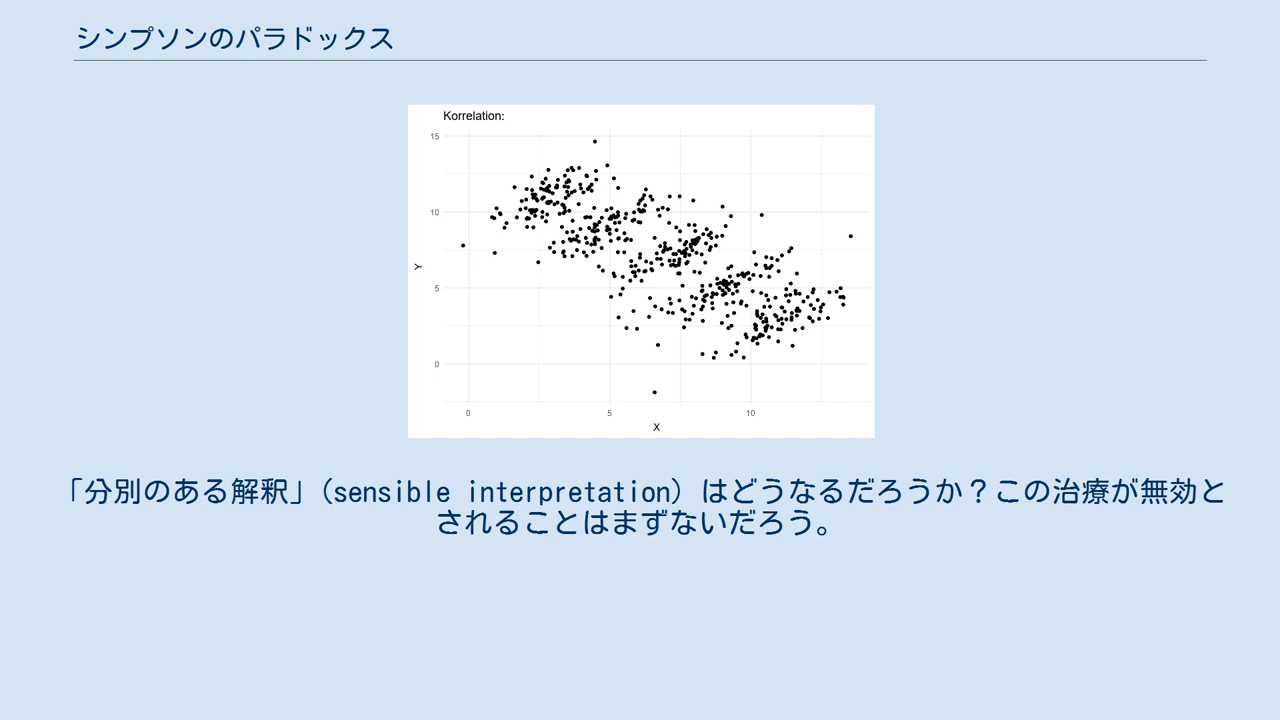 シンプソンのパラドックス
Korrelation:
15
10
5
0
Y
0 5 10
X
「分別のある解釈」(sensible interpretation) はどうなるだろうか？この治療が無効と
されることはまずないだろう。